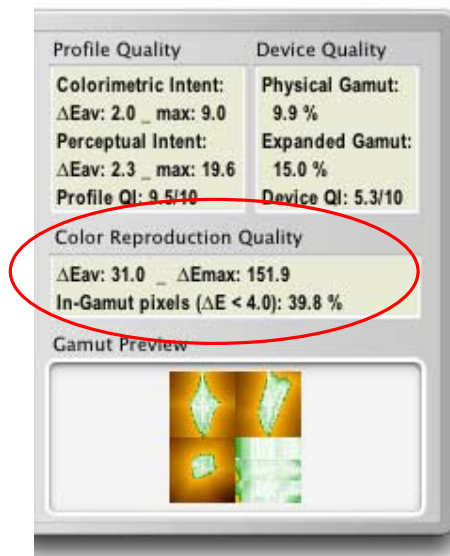 Profile Quality
Colorimetric Intent:
ΔEav: 2.0 _ max: 9.0
Perceptual Intent:
ΔEav: 2.3 _ max: 19.6
Profile QI: 9.5/10
Device Quality
Physical Gamut:
9.9 %
Expanded Gamut:
15.0 %
Device QI: 5.3/10
Color Reproduction Quality
ΔEav: 31.0 _ ΔEmax: 151.9
In-Gamut pixels (ΔE < 4.0): 39.8 %
Gamut Preview